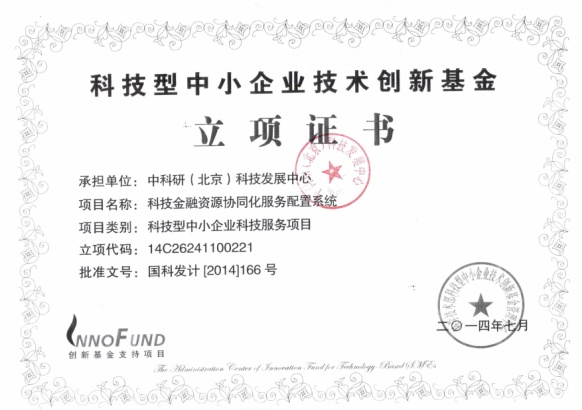 科技型中小企业技术创新基金
立项证书
承担单位：中科研（北京）科技发展中心
项目名称：科技金融资源协同化服务配置系统
项目类别：科技型中小企业科技服务项目
立项代码：14C26241100221
批准文号：国科发计 [2014]166 号
二〇一四年七月
INNOFUND
创新基金支持项目
The Administration Center of Innovation Fund for Technology-Based SMEs